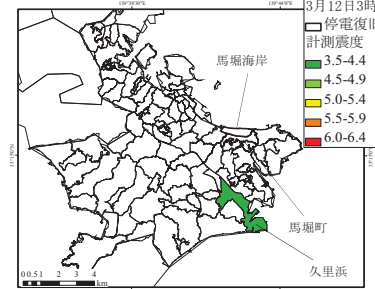 3月12日3時
停電復旧
計測震度
3.5-4.4
4.5-4.9
5.0-5.4
5.5-5.9
6.0-6.4
馬堀海岸
馬堀町
久里浜
0 0.5 1 2 3 4
km